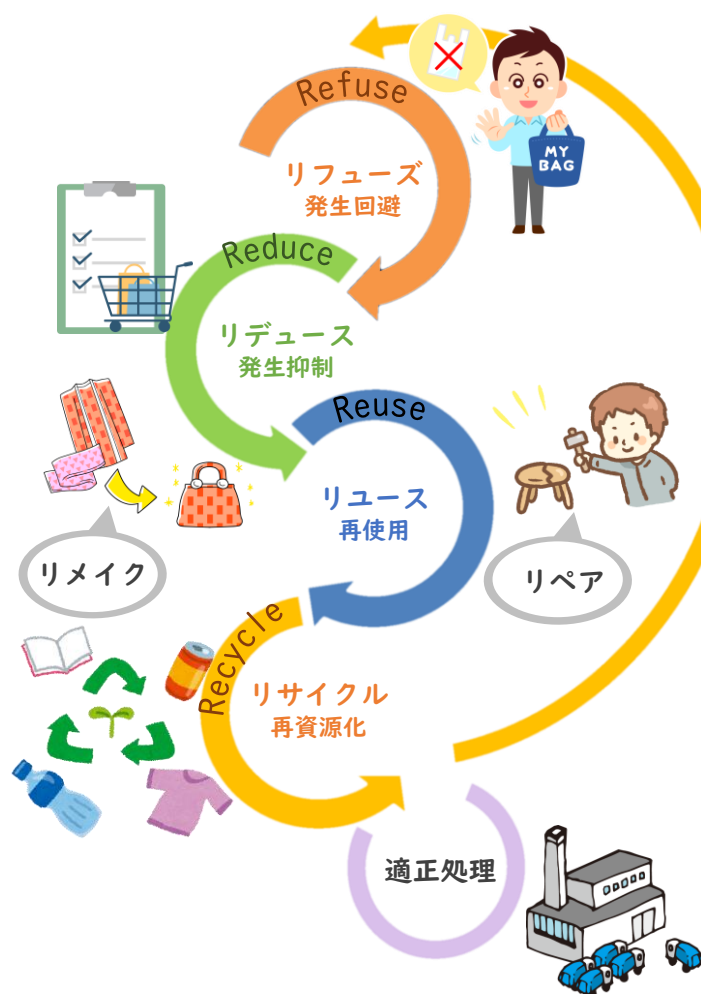 Refuse
MY
BAG
リフューズ
発生回避
Reduce
リデュース
発生抑制
Reuse
リユース
再使用
リメイク
リペア
Recycle
リサイクル
再資源化
適正処理